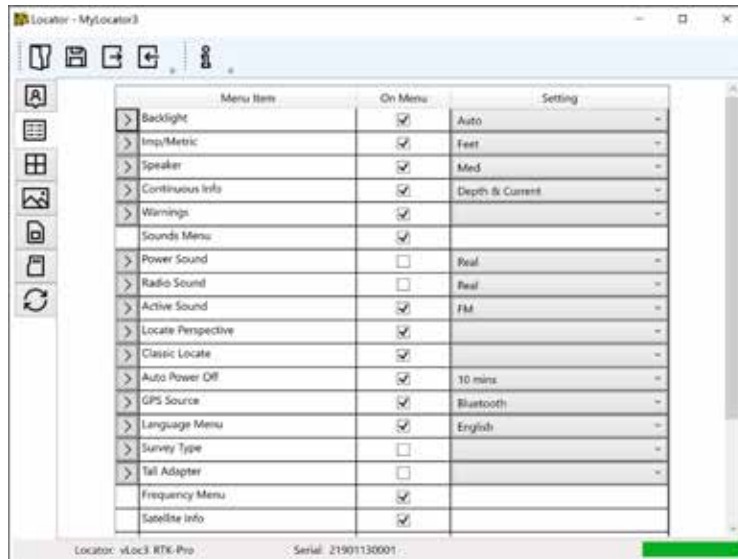 Locator - MyLocator3
Menu Item On Menu Setting
Backlight Auto
Imp/Metric Feet
Speaker Med
Continuous Info Depth & Current
Warnings
Sounds Menu
Power Sound Real
Radio Sound Real
Active Sound FM
Locate Perspective
Classic Locate
Auto Power Off 10 mins
GPS Source Bluetooth
Language Menu English
Survey Type
Tall Adapter
Frequency Menu
Satellite Info
Locator: vLoc3 RTK-Pro Serial: 21901130001